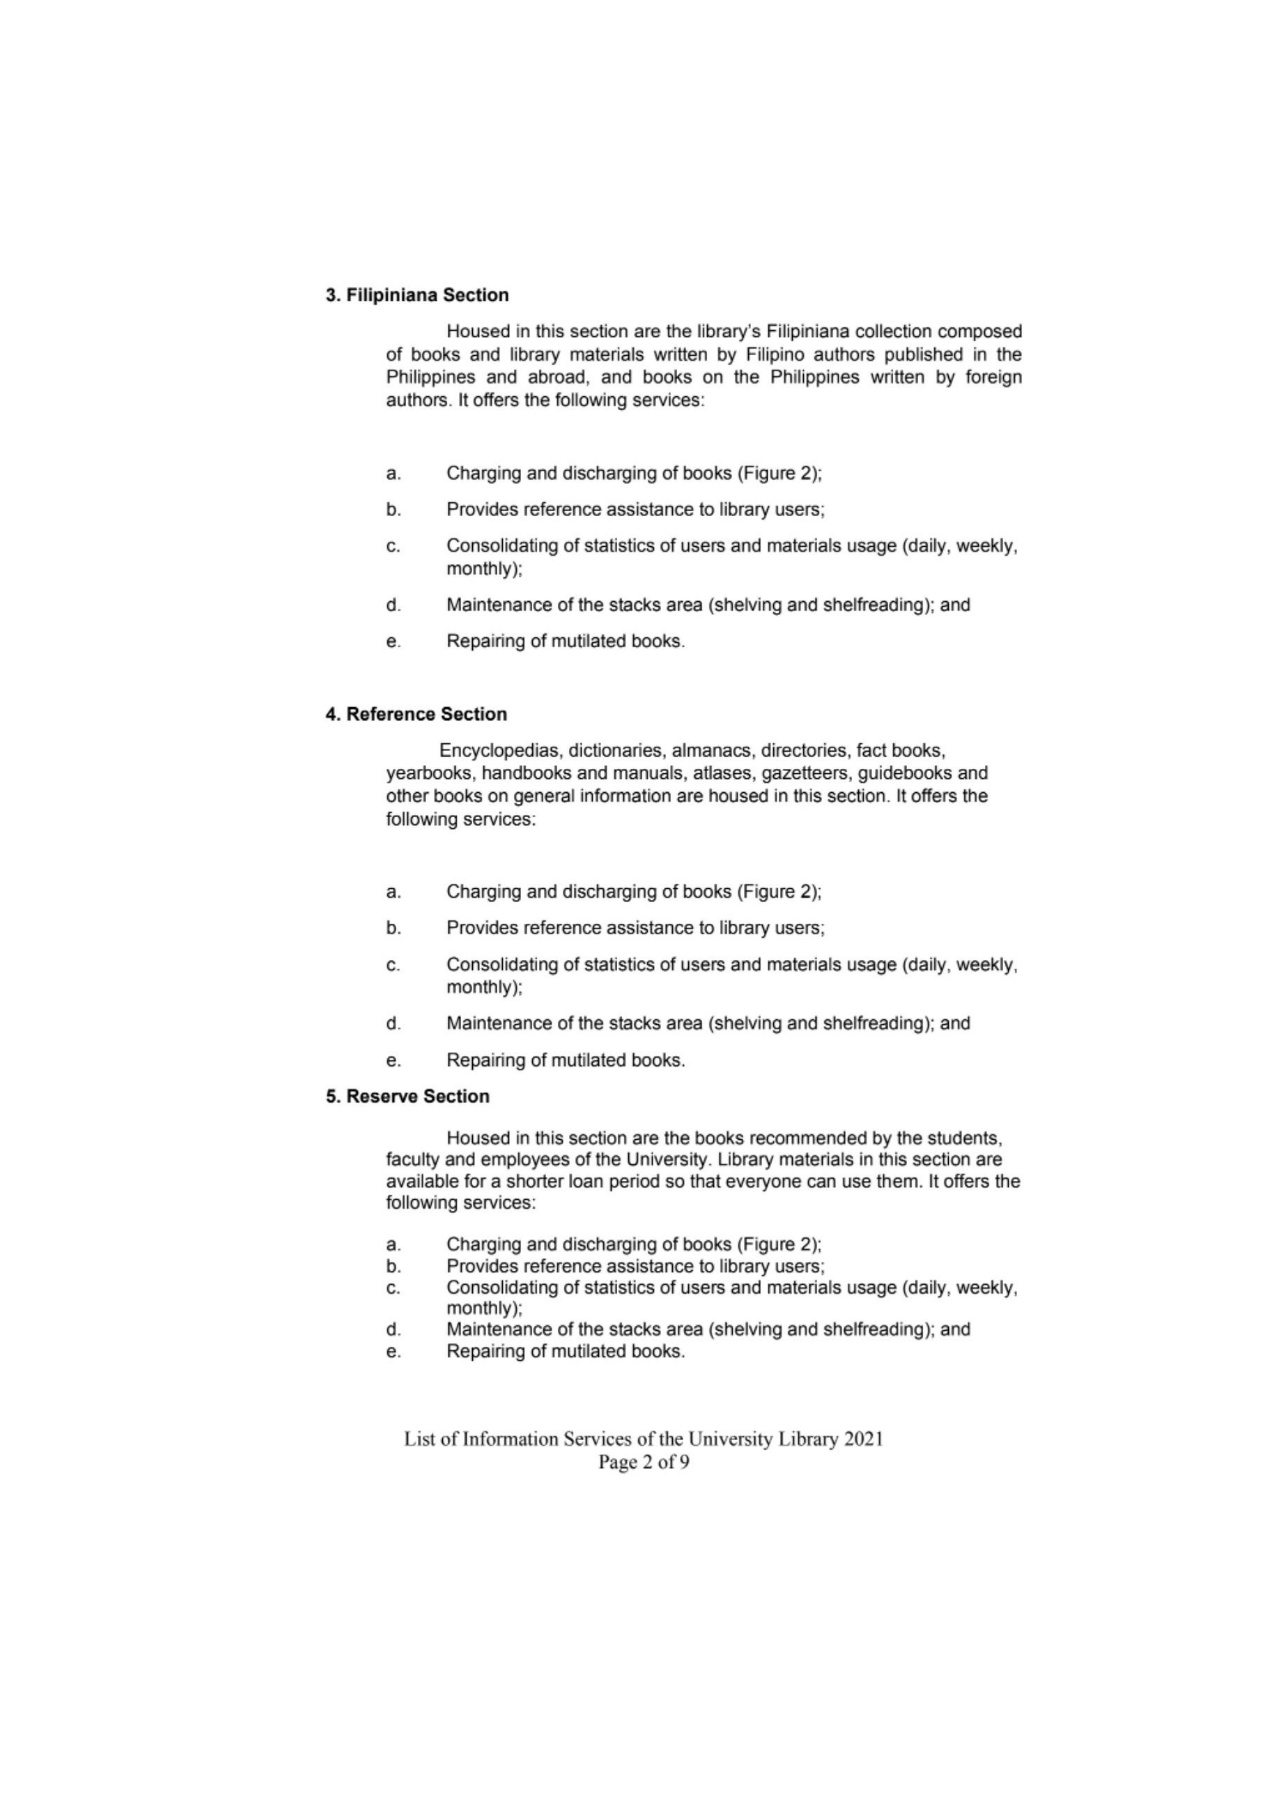 3. Filipiniana Section
Housed in this section are the library's Filipiniana collection composed
of books and library materials written by Filipino authors published in the
Philippines and abroad, and books on the Philippines written by foreign
authors. It offers the following services:
a. Charging and discharging of books (Figure 2);
b. Provides reference assistance to library users;
c. Consolidating of statistics of users and materials usage (daily, weekly,
monthly);
d. Maintenance of the stacks area (shelving and shelfreading); and
e. Repairing of mutilated books.
4. Reference Section
Encyclopedias, dictionaries, almanacs, directories, fact books,
yearbooks, handbooks and manuals, atlases, gazetteers, guidebooks and
other books on general information are housed in this section. It offers the
following services:
a. Charging and discharging of books (Figure 2);
b. Provides reference assistance to library users;
c. Consolidating of statistics of users and materials usage (daily, weekly,
monthly);
d. Maintenance of the stacks area (shelving and shelfreading); and
e. Repairing of mutilated books.
5. Reserve Section
Housed in this section are the books recommended by the students,
faculty and employees of the University. Library materials in this section are
available for a shorter loan period so that everyone can use them. It offers the
following services:
a. Charging and discharging of books (Figure 2);
b. Provides reference assistance to library users;
c. Consolidating of statistics of users and materials usage (daily, weekly,
monthly);
d. Maintenance of the stacks area (shelving and shelfreading); and
e. Repairing of mutilated books.
List of Information Services of the University Library 2021
Page 2 of 9